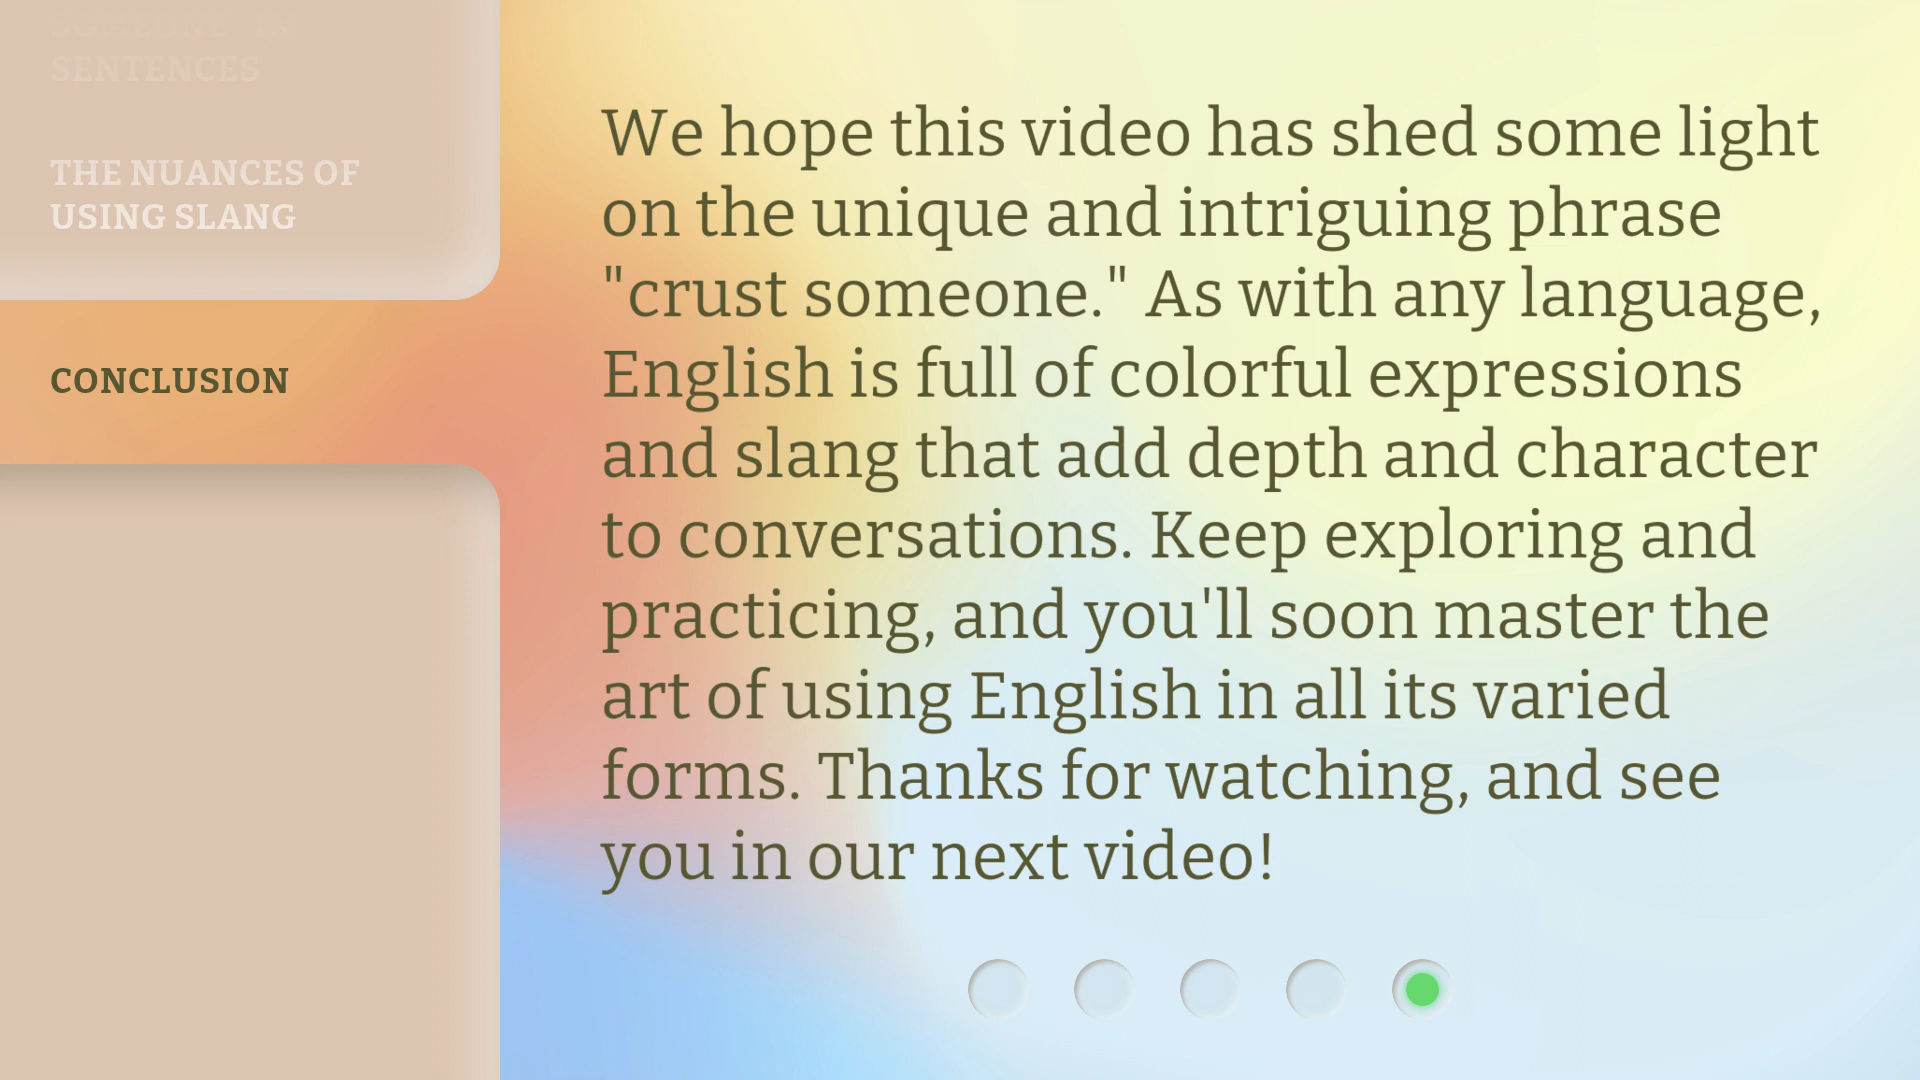 SOMEONE" IN
SENTENCES
THE NUANCES OF
USING SLANG
CONCLUSION
We hope this video has shed some light
on the unique and intriguing phrase
"crust someone." As with any language,
English is full of colorful expressions
and slang that add depth and character
to conversations. Keep exploring and
practicing, and you'll soon master the
art of using English in all its varied
forms. Thanks for watching, and see
you in our next video!